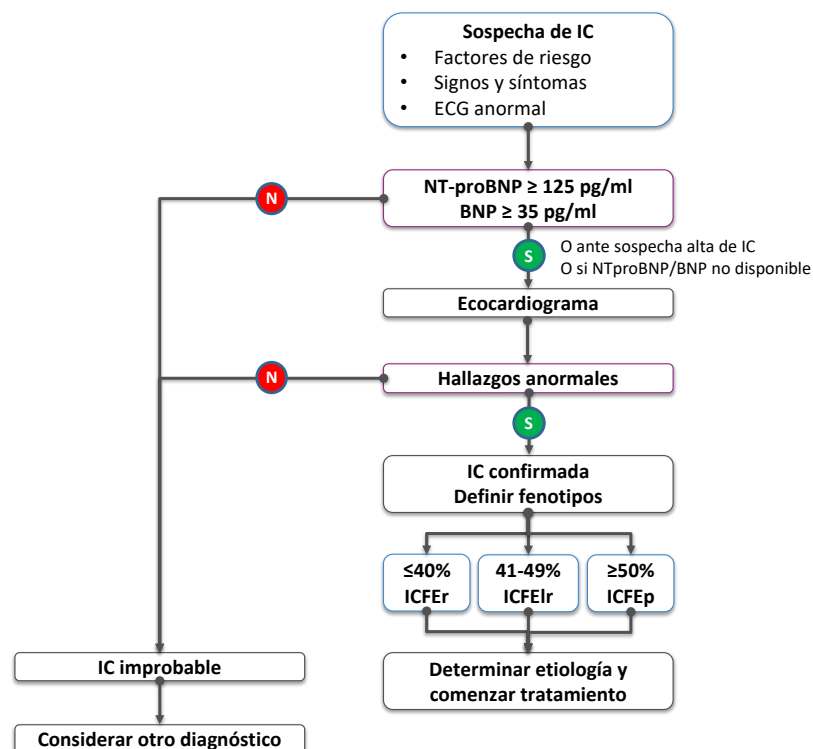 Sospecha de IC
• Factores de riesgo
• Signos y síntomas
• ECG anormal
NT-proBNP ≥ 125 pg/ml
BNP ≥ 35 pg/ml
N
S
O ante sospecha alta de IC
O si NTproBNP/BNP no disponible
Ecocardiograma
N
Hallazgos anormales
S
IC confirmada
Definir fenotipos
≤40%
ICFEr
41-49%
ICFElr
≥50%
ICFEp
IC improbable
Determinar etiología y
comenzar tratamiento
Considerar otro diagnóstico